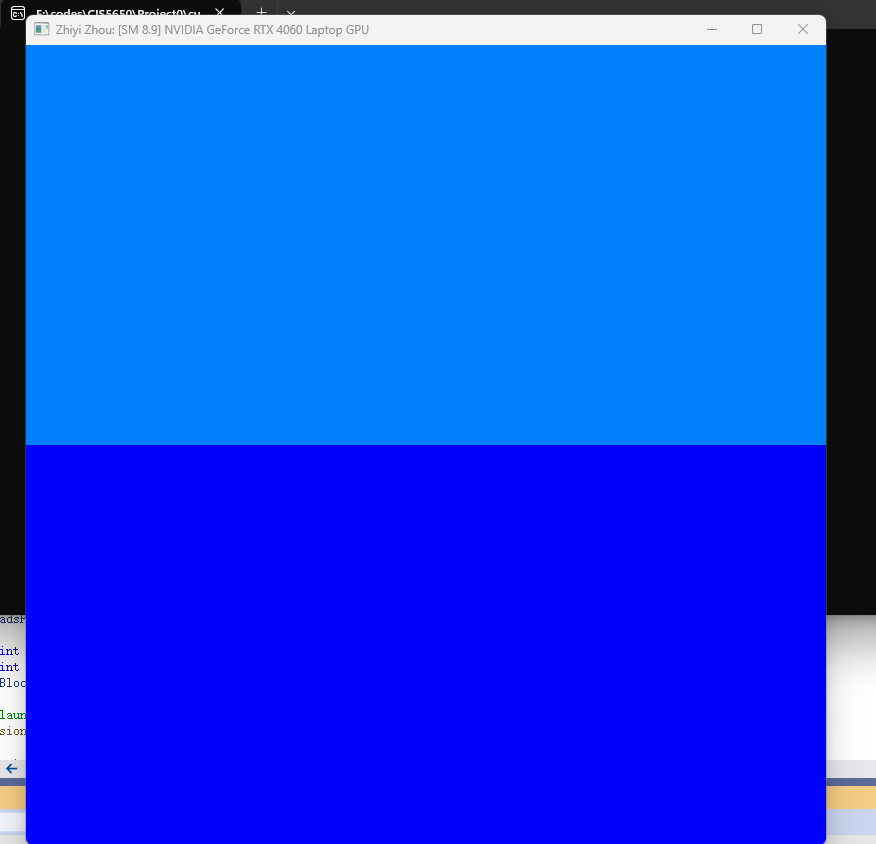 F:\codes\CIS5650\Project0\cu
Zhiyi Zhou: [SM 8.9] NVIDIA GeForce RTX 4060 Laptop GPU
adsP
int
int
Bloc
laun
sion